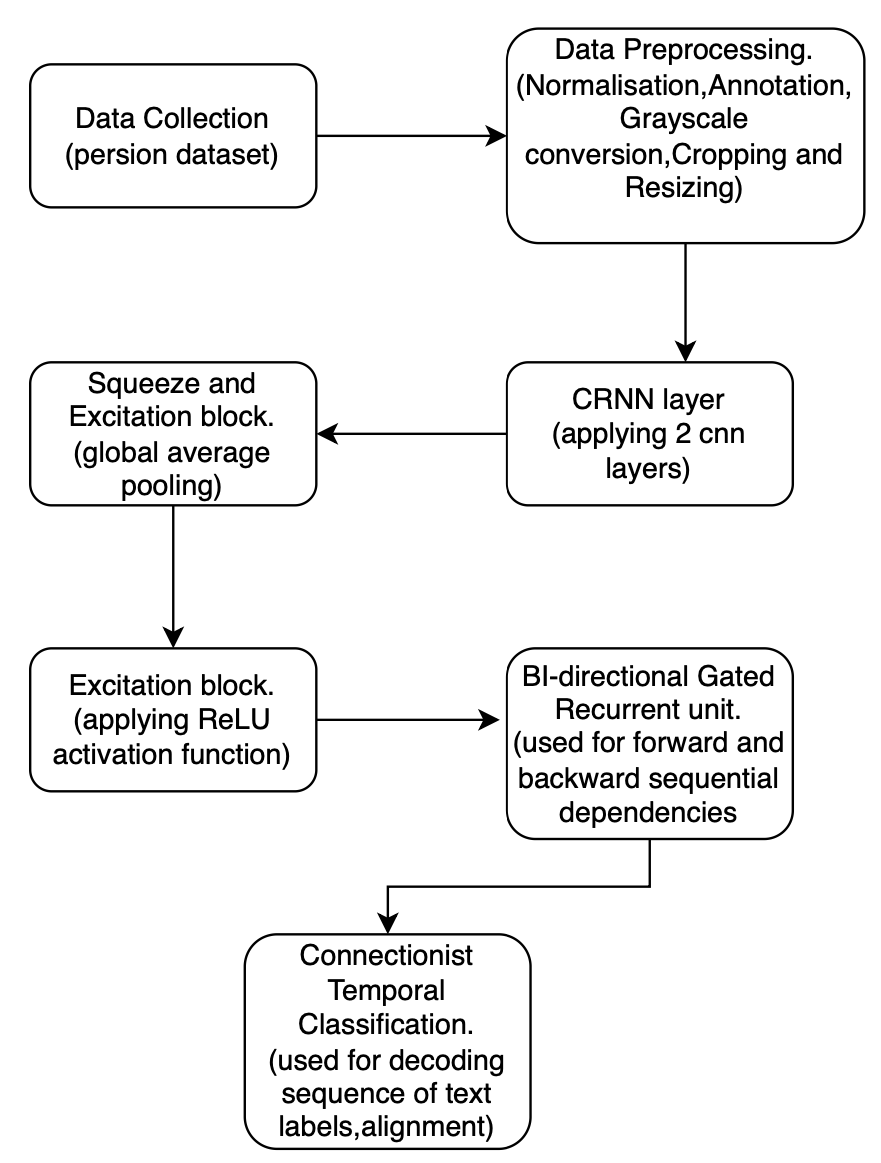 Data Collection
(persion dataset)
Data Preprocessing.
(Normalisation,Annotation,
Grayscale
conversion,Cropping and
Resizing)
CRNN layer
(applying 2 cnn
layers)
Squeeze and
Excitation block.
(global average
pooling)
Excitation block.
(applying ReLU
activation function)
BI-directional Gated
Recurrent unit.
(used for forward and
backward sequential
dependencies
Connectionist
Temporal
Classification.
(used for decoding
sequence of text
labels,alignment)